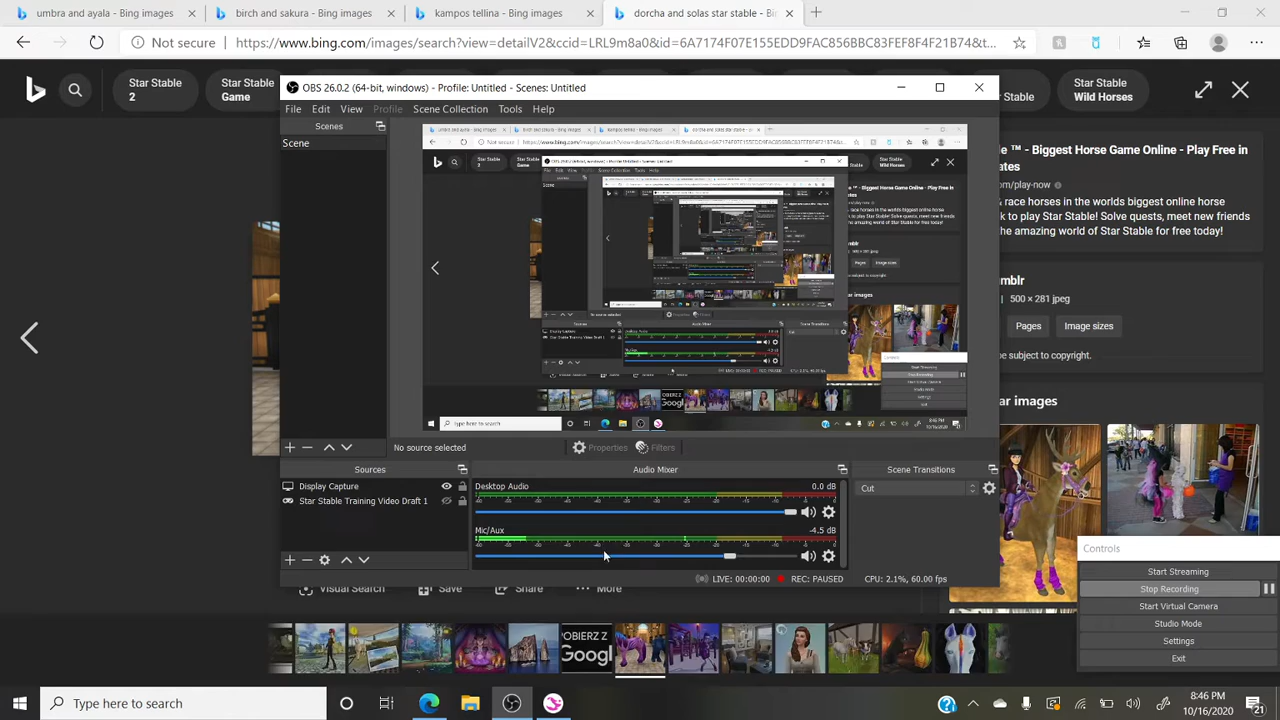 umbra and ayala - Bing images
birch and sakura - Bing images
kampos tellina - Bing images
dorcha and solas star stable - Bin
Not secure
https://www.bing.com/images/search?view=detailV2&ccid=LRL9m8a0&id=6A7174F07E155EDD9FAC856BBC83FEF8F4F21B74&t...
Star Stable
2
Star Stable
Game
Stable
Star Stable
Wild Horses
OBS 26.0.2 (64-bit, windows) - Profile: Untitled - Scenes: Untitled
File Edit View Profile Scene Collection Tools Help
Scenes
Scene
™ - Biggest Horse Game Online - Play Free in
ates
om/play-now
& race horses in the world's biggest online horse
k to play Star Stable! Solve quests, meet new friends
the amazing world of Star Stable for free today!
mblr
500 × 281 jpeg
Pages
Image sizes
be subject to copyright.
ar images
No source selected
Properties
Filters
Sources
Display Capture
Star Stable Training Video Draft 1
Audio Mixer
Desktop Audio
0.0 dB
Mic/Aux
-4.5 dB
Scene Transitions
Cut
LIVE: 00:00:00
REC: PAUSED
CPU: 2.1%, 60.00 fps
Controls
Start Streaming
Stop Recording
Start Virtual Camera
Studio Mode
Settings
Exit
Visual Search
Save
Share
More
OBIERZ Z
Googl
Type here to search
8:46 PM
10/16/2020
21